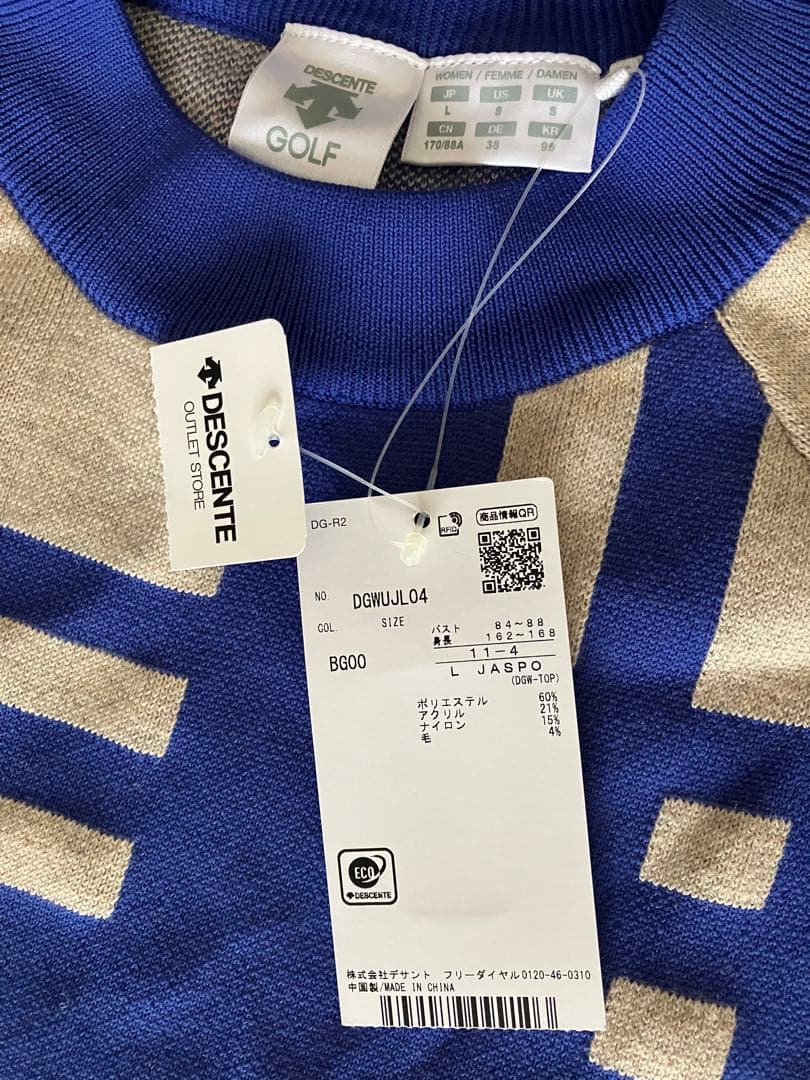 DESCENTE
GOLF
WOMEN / FEMME / DAMEN
JP US UK
L S S
CN DE KR
170/88A 38 95
DESCENTE
OUTLET STORE
DG-R2
RFID
商品情報QR
NO. DGWUJL04
COL. SIZE
バスト 84~88
身長 162~168
BG00
11-4
L JASPO
(DGW-TOP)
ポリエステル 60%
アクリル 21%
ナイロン 15%
毛 4%
ECO
DESCENTE
株式会社デサント フリーダイヤル0120-46-0310
中国製/MADE IN CHINA